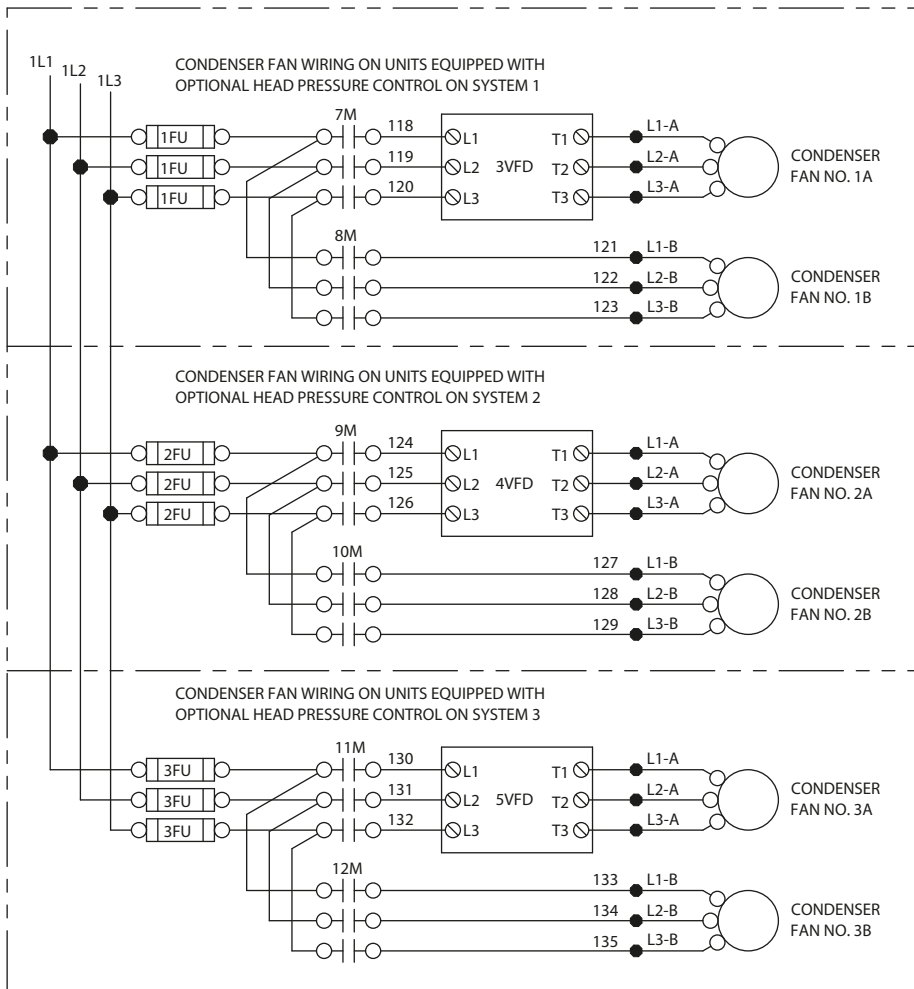 1L1
1L2
1L3
CONDENSER FAN WIRING ON UNITS EQUIPPED WITH
OPTIONAL HEAD PRESSURE CONTROL ON SYSTEM 1
7M
1FU 118 L1 T1 L1-A
1FU 119 L2 3VFD T2 L2-A
1FU 120 L3 T3 L3-A
CONDENSER
FAN NO. 1A
8M
121 L1-B
122 L2-B
123 L3-B
CONDENSER
FAN NO. 1B
CONDENSER FAN WIRING ON UNITS EQUIPPED WITH
OPTIONAL HEAD PRESSURE CONTROL ON SYSTEM 2
9M
2FU 124 L1 T1 L1-A
2FU 125 L2 4VFD T2 L2-A
2FU 126 L3 T3 L3-A
CONDENSER
FAN NO. 2A
10M
127 L1-B
128 L2-B
129 L3-B
CONDENSER
FAN NO. 2B
CONDENSER FAN WIRING ON UNITS EQUIPPED WITH
OPTIONAL HEAD PRESSURE CONTROL ON SYSTEM 3
11M
3FU 130 L1 T1 L1-A
3FU 131 L2 5VFD T2 L2-A
3FU 132 L3 T3 L3-A
CONDENSER
FAN NO. 3A
12M
133 L1-B
134 L2-B
135 L3-B
CONDENSER
FAN NO. 3B